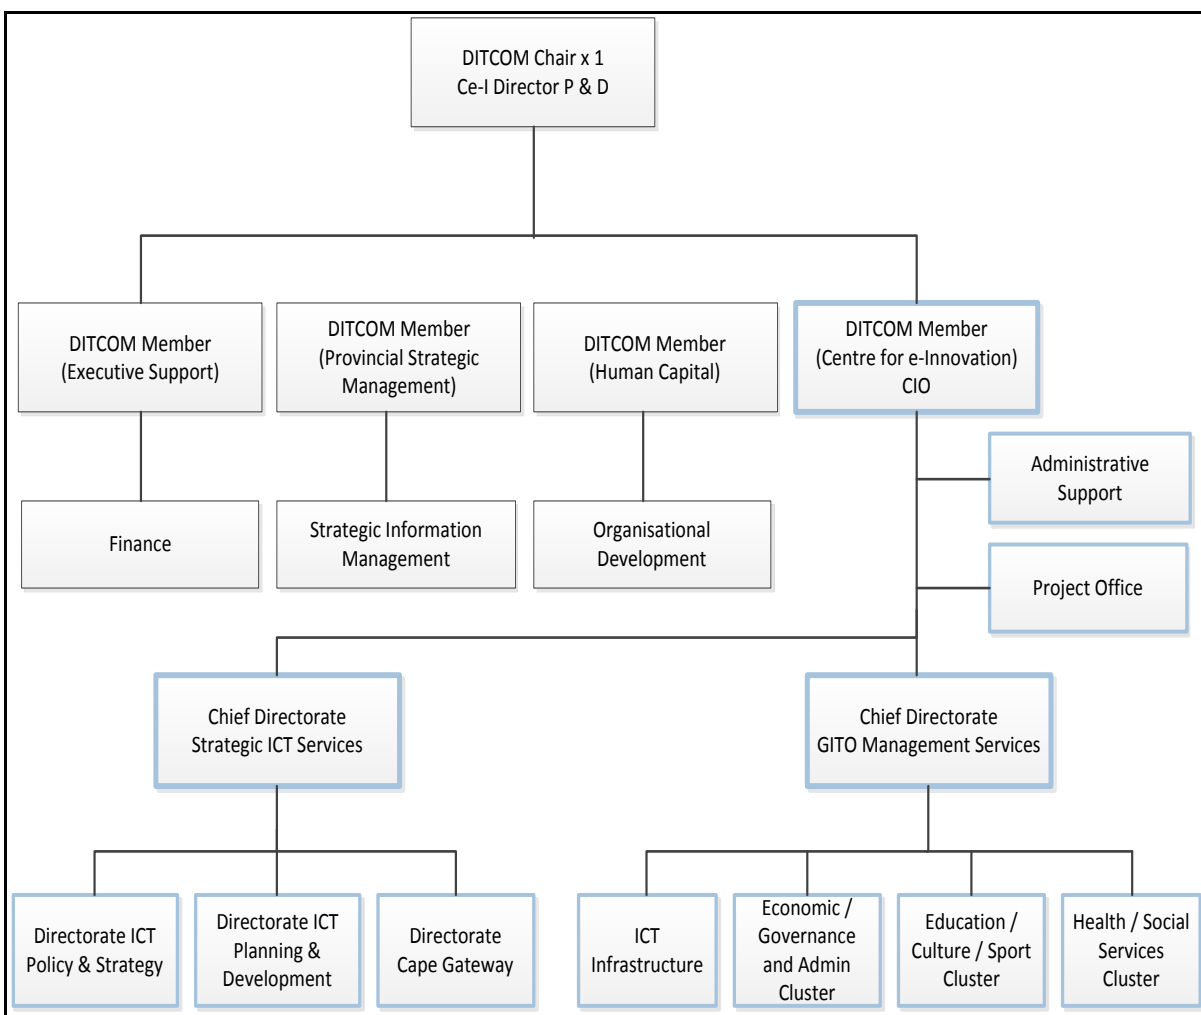 DITCOM Chair x 1
Ce-I Director P & D
DITCOM Member
(Executive Support)
DITCOM Member
(Provincial Strategic
Management)
DITCOM Member
(Human Capital)
DITCOM Member
(Centre for e-Innovation)
CIO
Administrative
Support
Finance
Strategic Information
Management
Organisational
Development
Project Office
Chief Directorate
Strategic ICT Services
Chief Directorate
GITO Management Services
Directorate ICT
Policy & Strategy
Directorate ICT
Planning &
Development
Directorate
Cape Gateway
ICT
Infrastructure
Economic /
Governance
and Admin
Cluster
Education /
Culture / Sport
Cluster
Health / Social
Services
Cluster